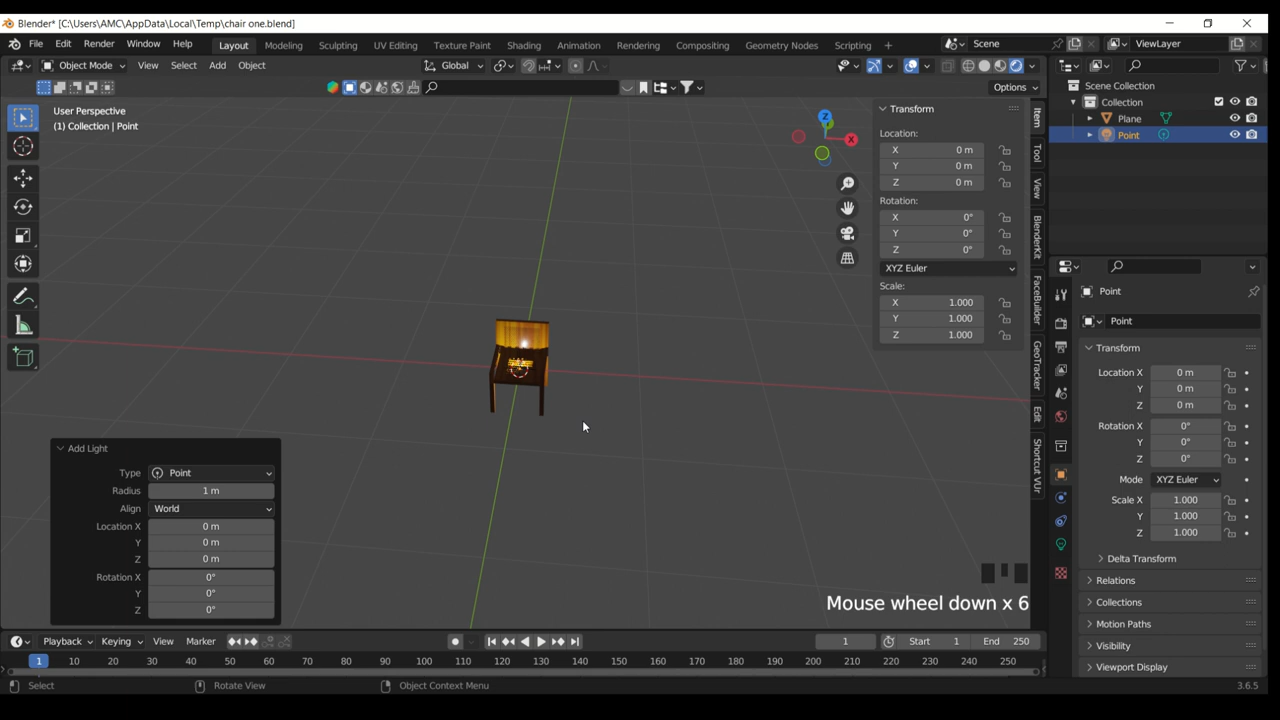 Blender* [C:\Users\AMC\AppData\Local\Temp\chair one.blend]
File Edit Render Window Help Layout Modeling Sculpting UV Editing Texture Paint Shading Animation Rendering Compositing Geometry Nodes Scripting + Scene ViewLayer
Object Mode View Select Add Object Global
Options
User Perspective
(1) Collection | Point
Z
X
Transform
Location:
X 0 m
Y 0 m
Z 0 m
Rotation:
X 0°
Y 0°
Z 0°
XYZ Euler
Scale:
X 1.000
Y 1.000
Z 1.000
Item
Tool
View
BlenderKit
FaceBuilder
GeoTracker
Edit
Shortcut VUr
Scene Collection
Collection
Plane
Point
Point
Point
Transform
Location X 0 m
Y 0 m
Z 0 m
Rotation X 0°
Y 0°
Z 0°
Mode XYZ Euler
Scale X 1.000
Y 1.000
Z 1.000
Delta Transform
Relations
Collections
Motion Paths
Visibility
Viewport Display
Add Light
Type Point
Radius 1 m
Align World
Location X 0 m
Y 0 m
Z 0 m
Rotation X 0°
Y 0°
Z 0°
Mouse wheel down x 6
Playback Keying View Marker 1 Start 1 End 250
1 10 20 30 40 50 60 70 80 90 100 110 120 130 140 150 160 170 180 190 200 210 220 230 240 250
Select Rotate View Object Context Menu 3.6.5